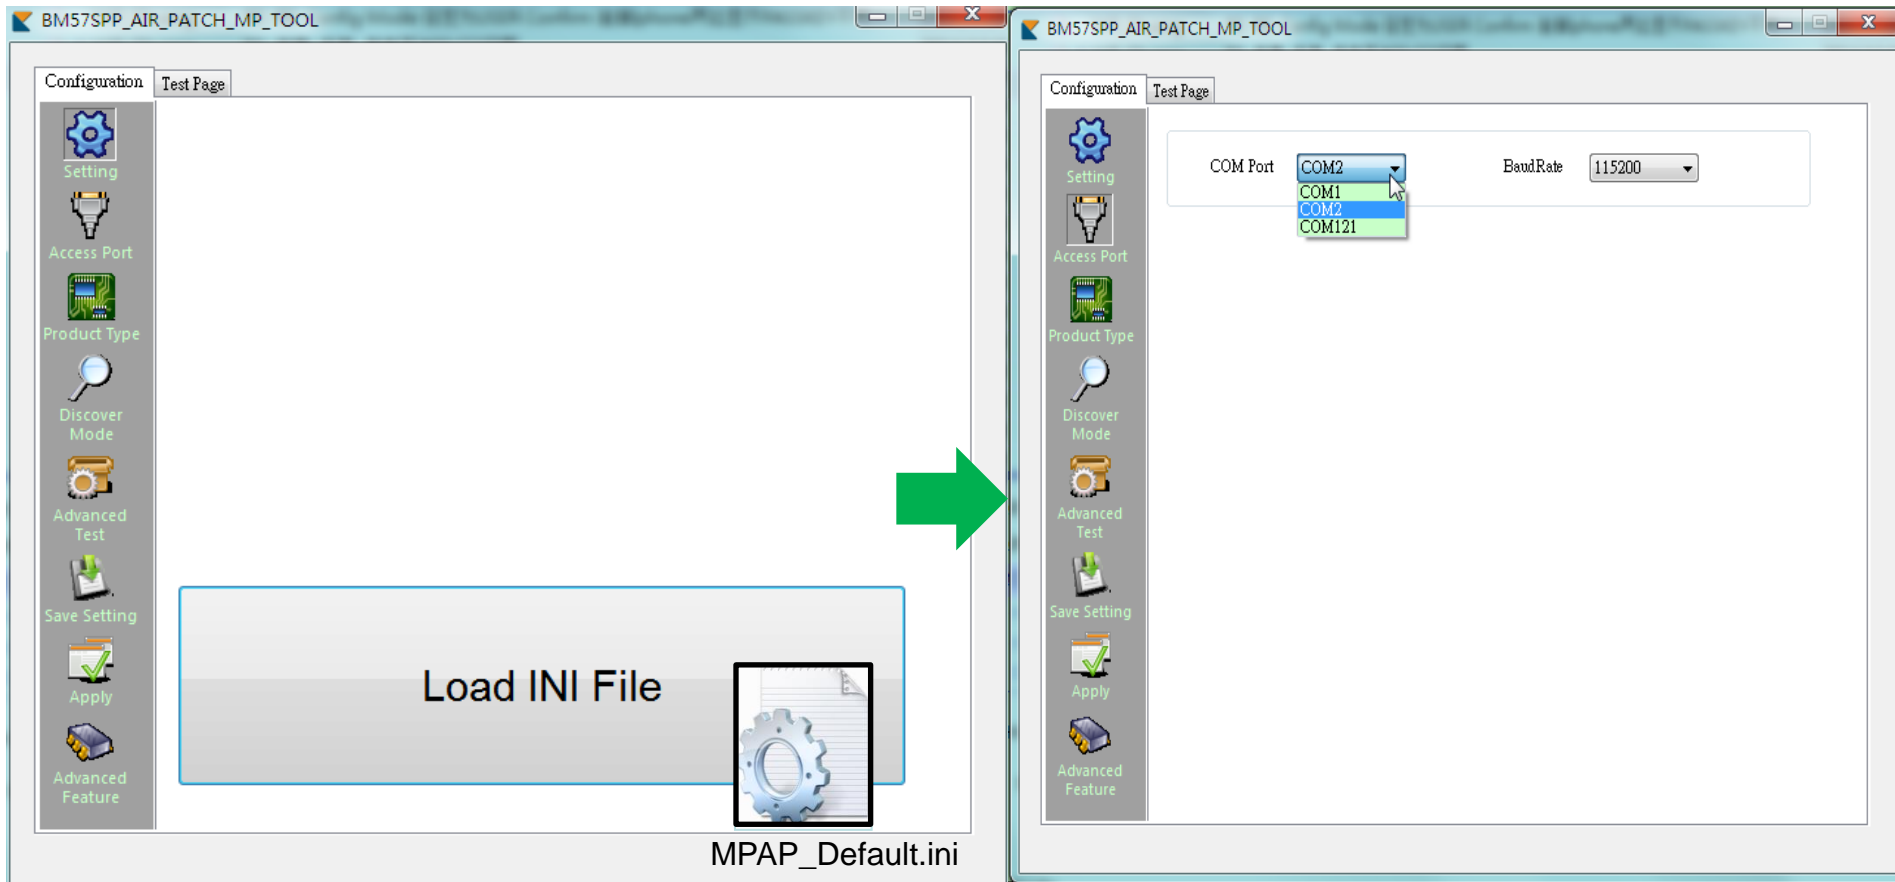 BM57SPP_AIR_PATCH_MP_TOOL
Configuration
Test Page
Setting
Access Port
Product Type
Discover
Mode
Advanced
Test
Save Setting
Apply
Advanced
Feature
Load INI File
MPAP_Default.ini
BM57SPP_AIR_PATCH_MP_TOOL
Configuration
Test Page
Setting
Access Port
Product Type
Discover
Mode
Advanced
Test
Save Setting
Apply
Advanced
Feature
COM Port
COM2
BaudRate
115200
COM1
COM2
COM121